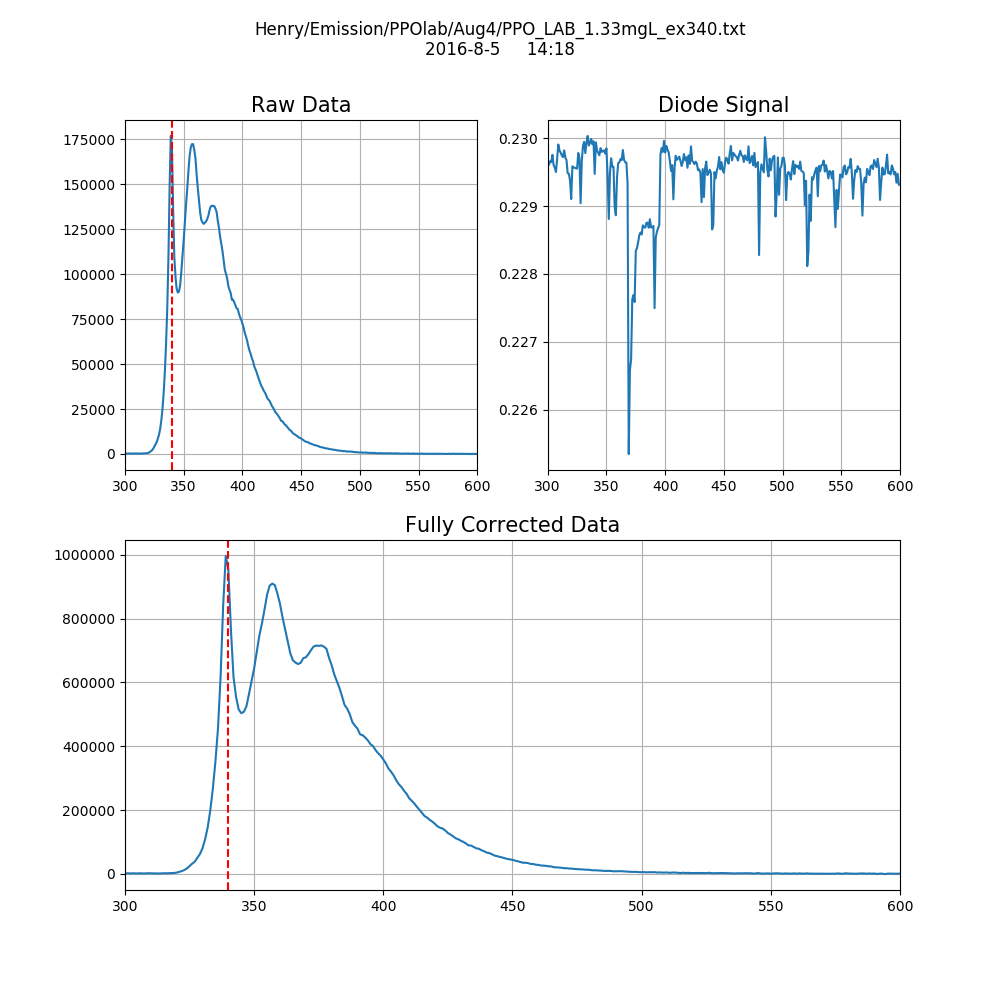 Henry/Emission/PPOlab/Aug4/PPO_LAB_1.33mgL_ex340.txt
2016-8-5 14:18
Raw Data
175000
150000
125000
100000
75000
50000
25000
0
300 350 400 450 500 550 600
Diode Signal
0.230
0.229
0.228
0.227
0.226
300 350 400 450 500 550 600
Fully Corrected Data
1000000
800000
600000
400000
200000
0
300 350 400 450 500 550 600